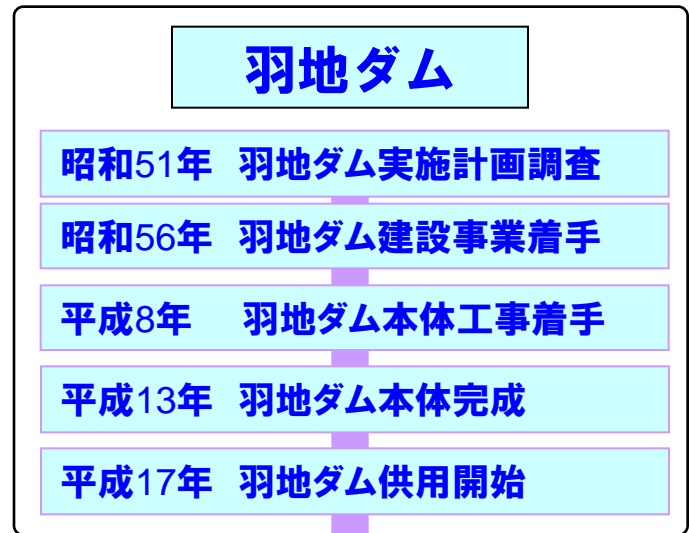 羽地ダム
昭和51年 羽地ダム実施計画調査
昭和56年 羽地ダム建設事業着手
平成8年 羽地ダム本体工事着手
平成13年 羽地ダム本体完成
平成17年 羽地ダム供用開始